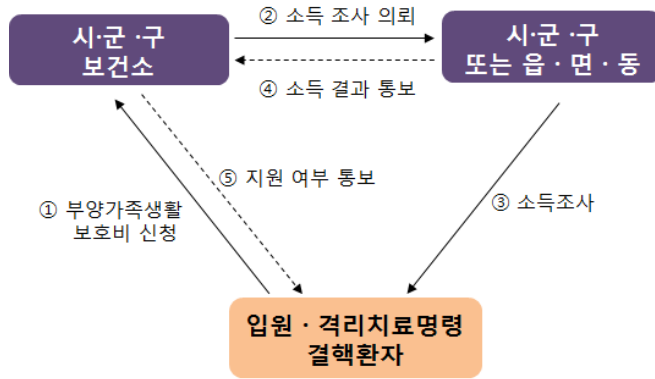 시·군 ·구
보건소
② 소득 조사 의뢰
④ 소득 결과 통보
시·군 ·구
또는 읍 · 면 · 동
⑤ 지원 여부 통보
① 부양가족생활
보호비 신청
③ 소득조사
입원 · 격리치료명령
결핵환자